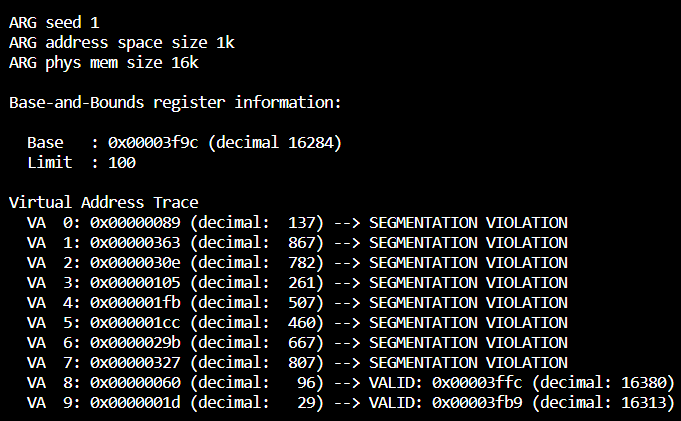 ARG seed 1
ARG address space size 1k
ARG phys mem size 16k
Base-and-Bounds register information:
Base   : 0x00003f9c (decimal 16284)
Limit  : 100
Virtual Address Trace
VA  0: 0x00000089 (decimal:  137) --> SEGMENTATION VIOLATION
VA  1: 0x00000363 (decimal:  867) --> SEGMENTATION VIOLATION
VA  2: 0x0000030e (decimal:  782) --> SEGMENTATION VIOLATION
VA  3: 0x00000105 (decimal:  261) --> SEGMENTATION VIOLATION
VA  4: 0x000001fb (decimal:  507) --> SEGMENTATION VIOLATION
VA  5: 0x000001cc (decimal:  460) --> SEGMENTATION VIOLATION
VA  6: 0x0000029b (decimal:  667) --> SEGMENTATION VIOLATION
VA  7: 0x00000327 (decimal:  807) --> SEGMENTATION VIOLATION
VA  8: 0x00000060 (decimal:   96) --> VALID: 0x00003ffc (decimal: 16380)
VA  9: 0x0000001d (decimal:   29) --> VALID: 0x00003fb9 (decimal: 16313)